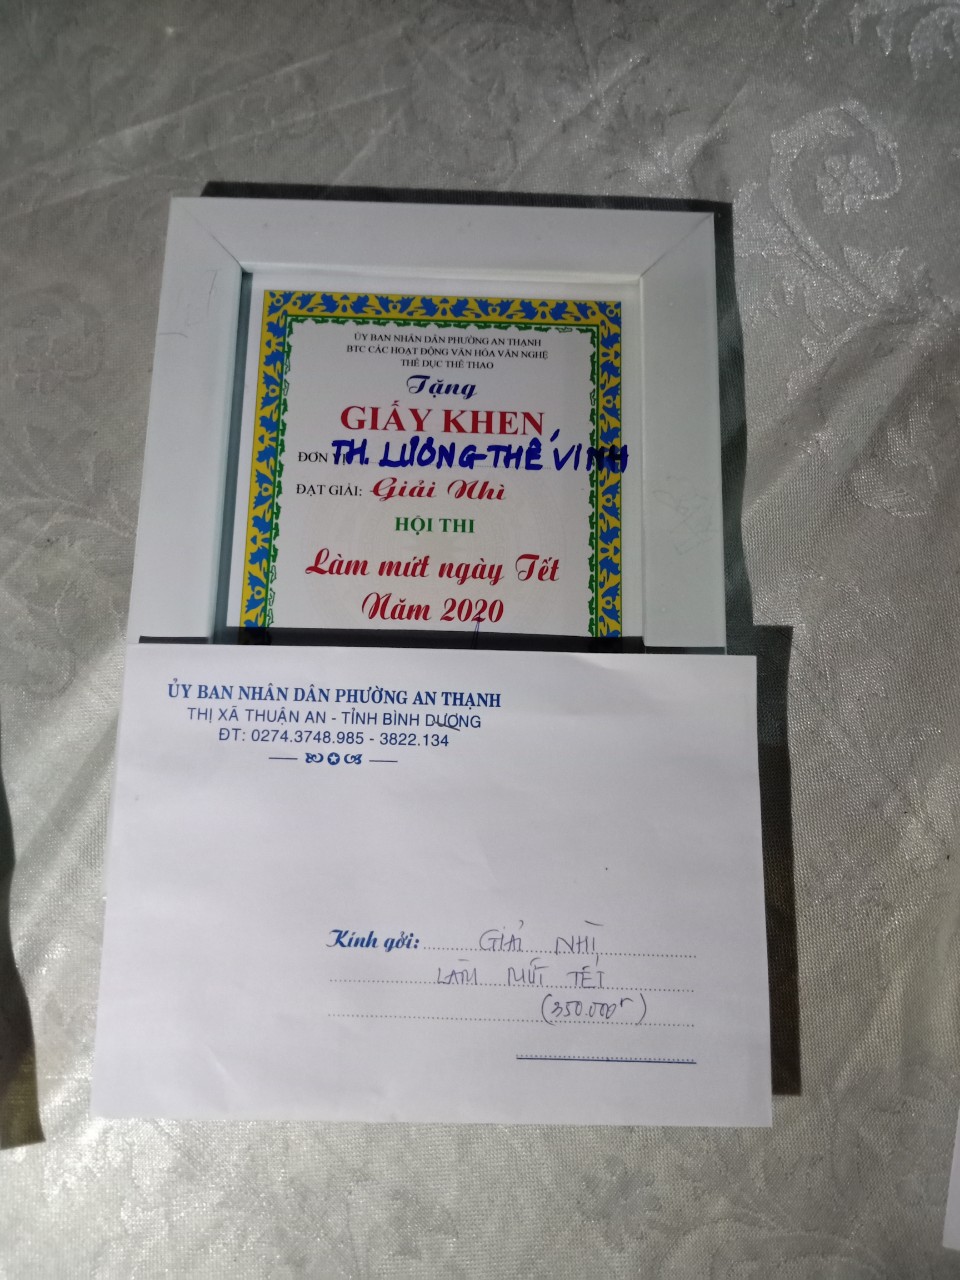 ỦY BAN NHÂN DÂN PHƯỜNG AN THẠNH
BTC CÁC HOẠT ĐỘNG VĂN HÓA VĂN NGHỆ
THỂ DỤC THỂ THAO
Tặng
GIẤY KHEN
ĐƠN VỊ TH. LƯƠNG THẾ VINH
ĐẠT GIẢI: Giải Nhì
HỘI THI
Làm mứt ngày Tết
Năm 2020
ỦY BAN NHÂN DÂN PHƯỜNG AN THẠNH
THỊ XÃ THUẬN AN - TỈNH BÌNH DƯƠNG
ĐT: 0274.3748.985 - 3822.134
Kính gởi: GIẢI NHÌ
LÀM MỨT TẾT
(350.000đ)